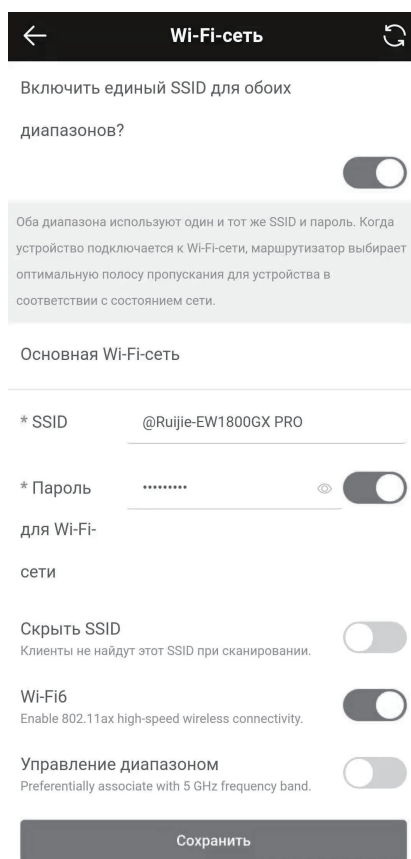 Wi-Fi-сеть
Включить единый SSID для обоих
диапазонов?
Оба диапазона используют один и тот же SSID и пароль. Когда
устройство подключается к Wi-Fi-сети, маршрутизатор выбирает
оптимальную полосу пропускания для устройства в
соответствии с состоянием сети.
Основная Wi-Fi-сеть
* SSID @Ruijie-EW1800GX PRO
* Пароль •••••••••
для Wi-Fi-
сети
Скрыть SSID
Клиенты не найдут этот SSID при сканировании.
Wi-Fi6
Enable 802.11ax high-speed wireless connectivity.
Управление диапазоном
Preferentially associate with 5 GHz frequency band.
Сохранить